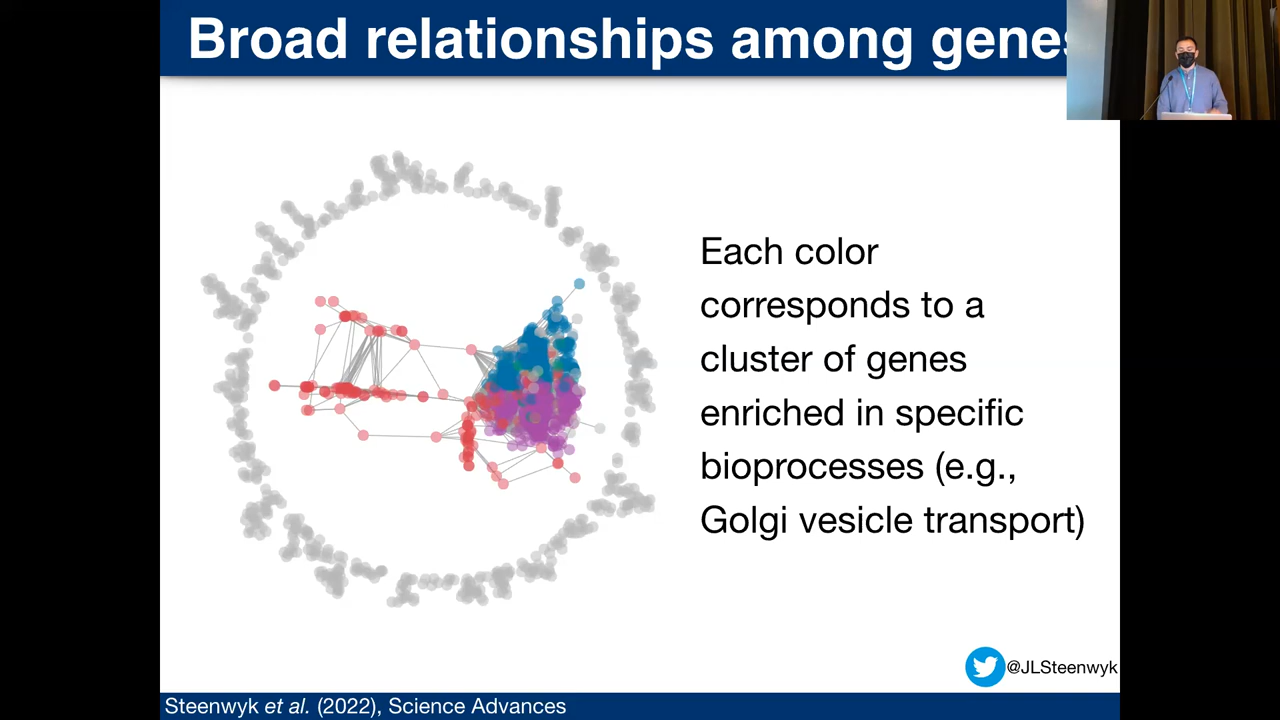 Broad relationships among genes
Each color
corresponds to a
cluster of genes
enriched in specific
bioprocesses (e.g.,
Golgi vesicle transport)
@JLSteenwyk
Steenwyk et al. (2022), Science Advances